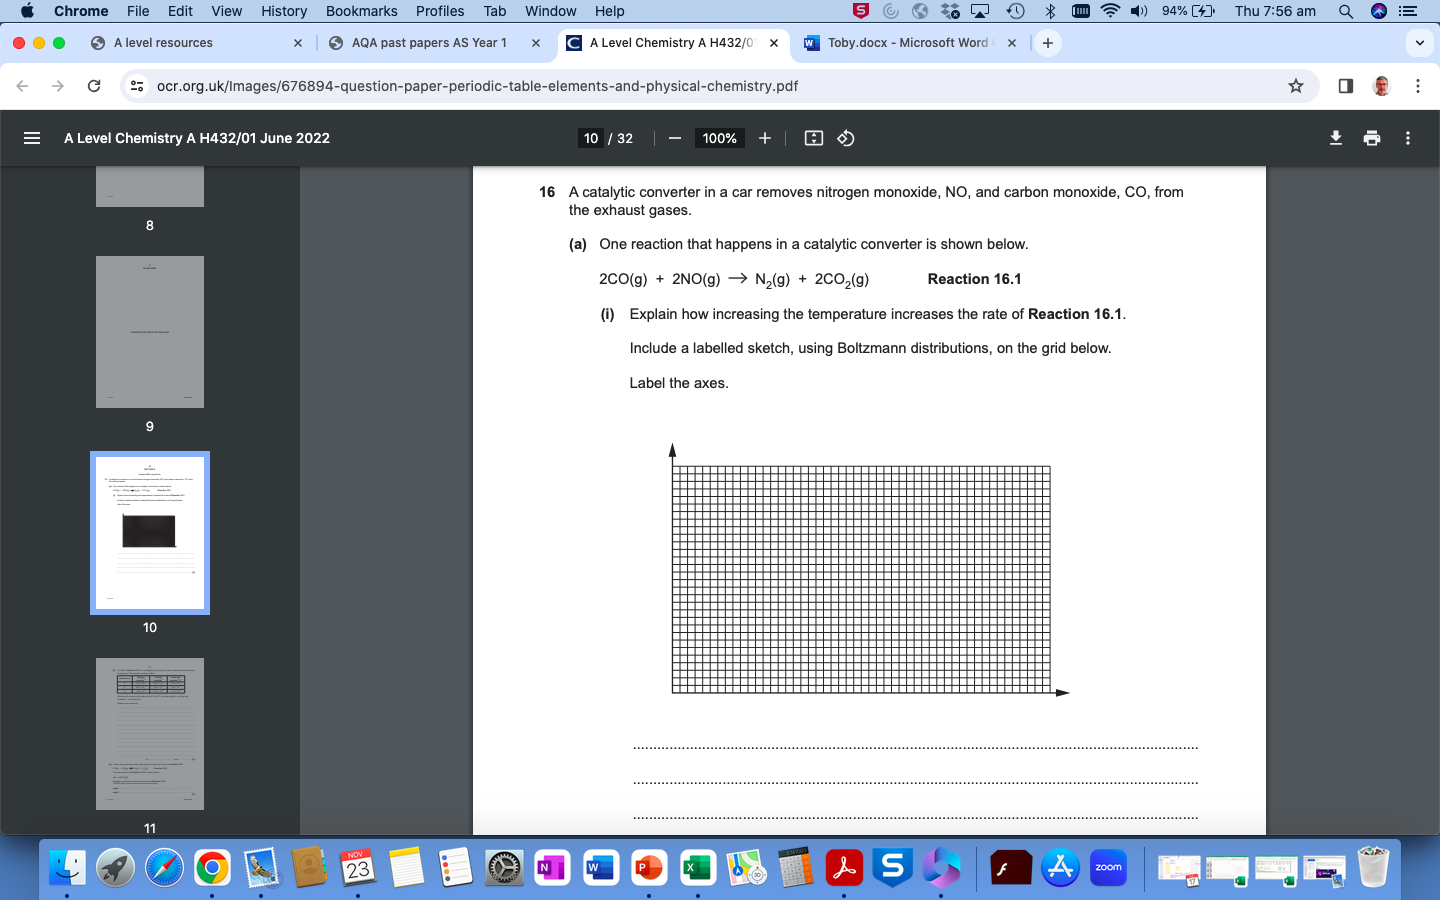 Chrome File Edit View History Bookmarks Profiles Tab Window Help 94% Thu 7:56 am
A level resources AQA past papers AS Year 1 A Level Chemistry A H432/0 Toby.docx - Microsoft Word
ocr.org.uk/Images/676894-question-paper-periodic-table-elements-and-physical-chemistry.pdf
A Level Chemistry A H432/01 June 2022 10 / 32 100%
8
9
10
11
16 A catalytic converter in a car removes nitrogen monoxide, NO, and carbon monoxide, CO, from
the exhaust gases.
(a) One reaction that happens in a catalytic converter is shown below.
2CO(g) + 2NO(g) → N₂(g) + 2CO₂(g) Reaction 16.1
(i) Explain how increasing the temperature increases the rate of Reaction 16.1.
Include a labelled sketch, using Boltzmann distributions, on the grid below.
Label the axes.
NOV
23
zoom